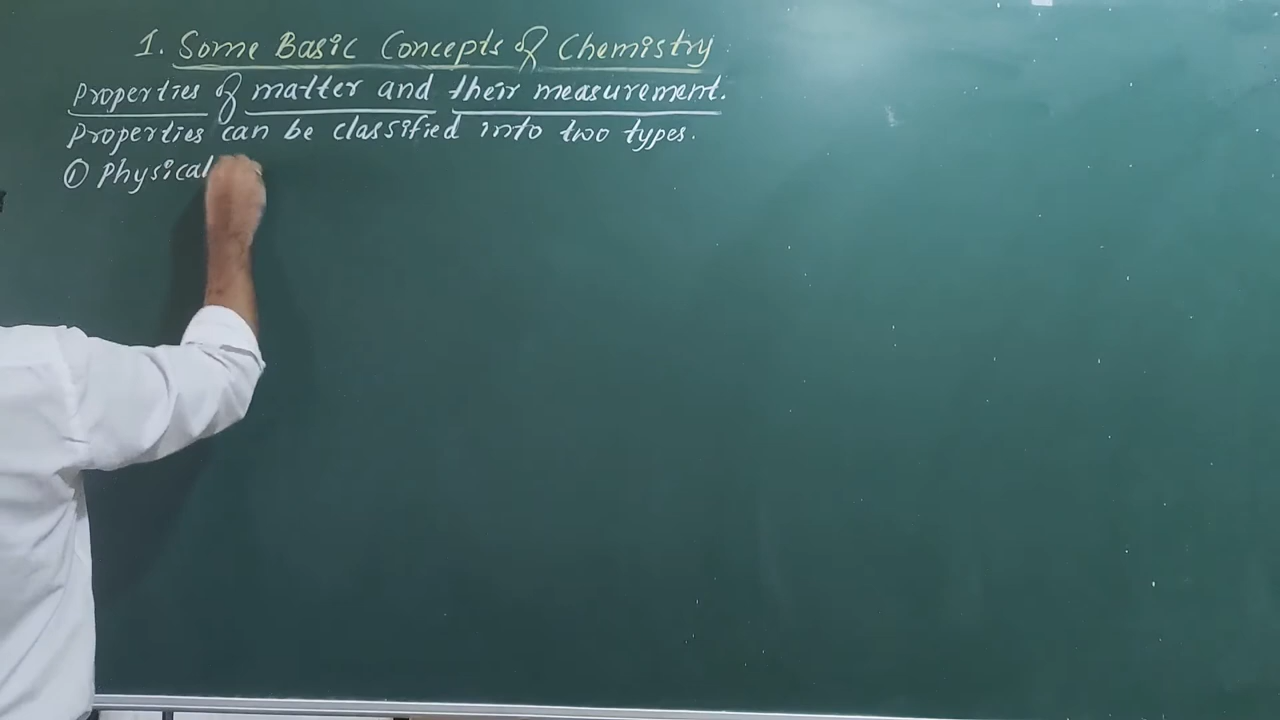 1. Some Basic Concepts of Chemistry
Properties of matter and their measurement.
Properties can be classified into two types.
① Physical